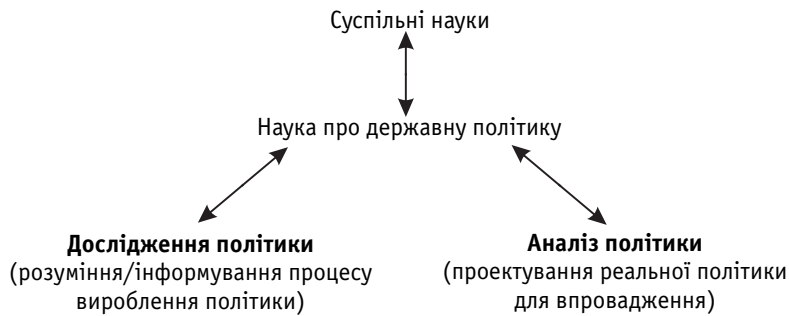 Суспільні науки
Наука про державну політику
Дослідження політики
(розуміння/інформування процесу
вироблення політики)
Аналіз політики
(проектування реальної політики
для впровадження)